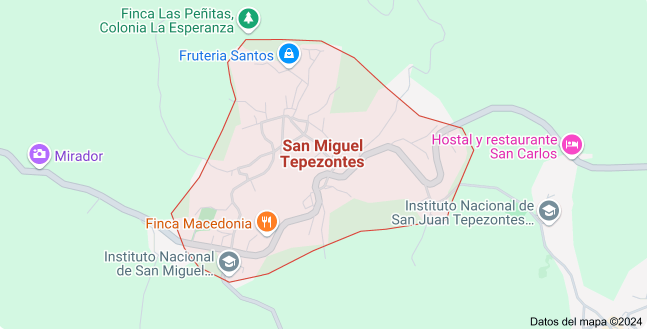 Finca Las Peñitas,
Colonia La Esperanza
Fruteria Santos
San Miguel
Tepezontes
Hostal y restaurante
San Carlos
Mirador
Instituto Nacional de
San Juan Tepezontes...
Finca Macedonia
Instituto Nacional
de San Miguel...
Datos del mapa ©2024